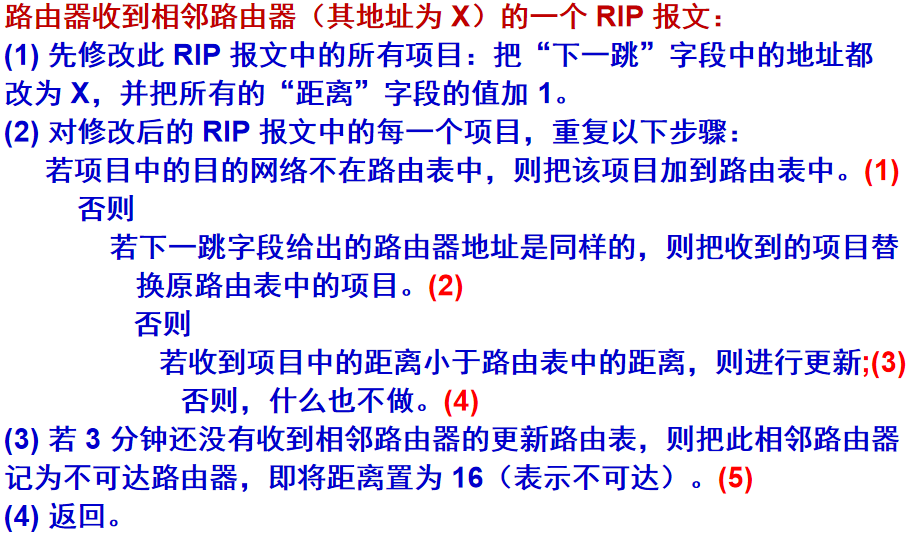 路由器收到相邻路由器（其地址为 X）的一个 RIP 报文：
(1) 先修改此 RIP 报文中的所有项目：把“下一跳”字段中的地址都
改为 X，并把所有的“距离”字段的值加 1。
(2) 对修改后的 RIP 报文中的每一个项目，重复以下步骤：
若项目中的目的网络不在路由表中，则把该项目加到路由表中。(1)
否则
若下一跳字段给出的路由器地址是同样的，则把收到的项目替
换原路由表中的项目。(2)
否则
若收到项目中的距离小于路由表中的距离，则进行更新;(3)
否则，什么也不做。(4)
(3) 若 3 分钟还没有收到相邻路由器的更新路由表，则把此相邻路由器
记为不可达路由器，即将距离置为 16（表示不可达）。(5)
(4) 返回。